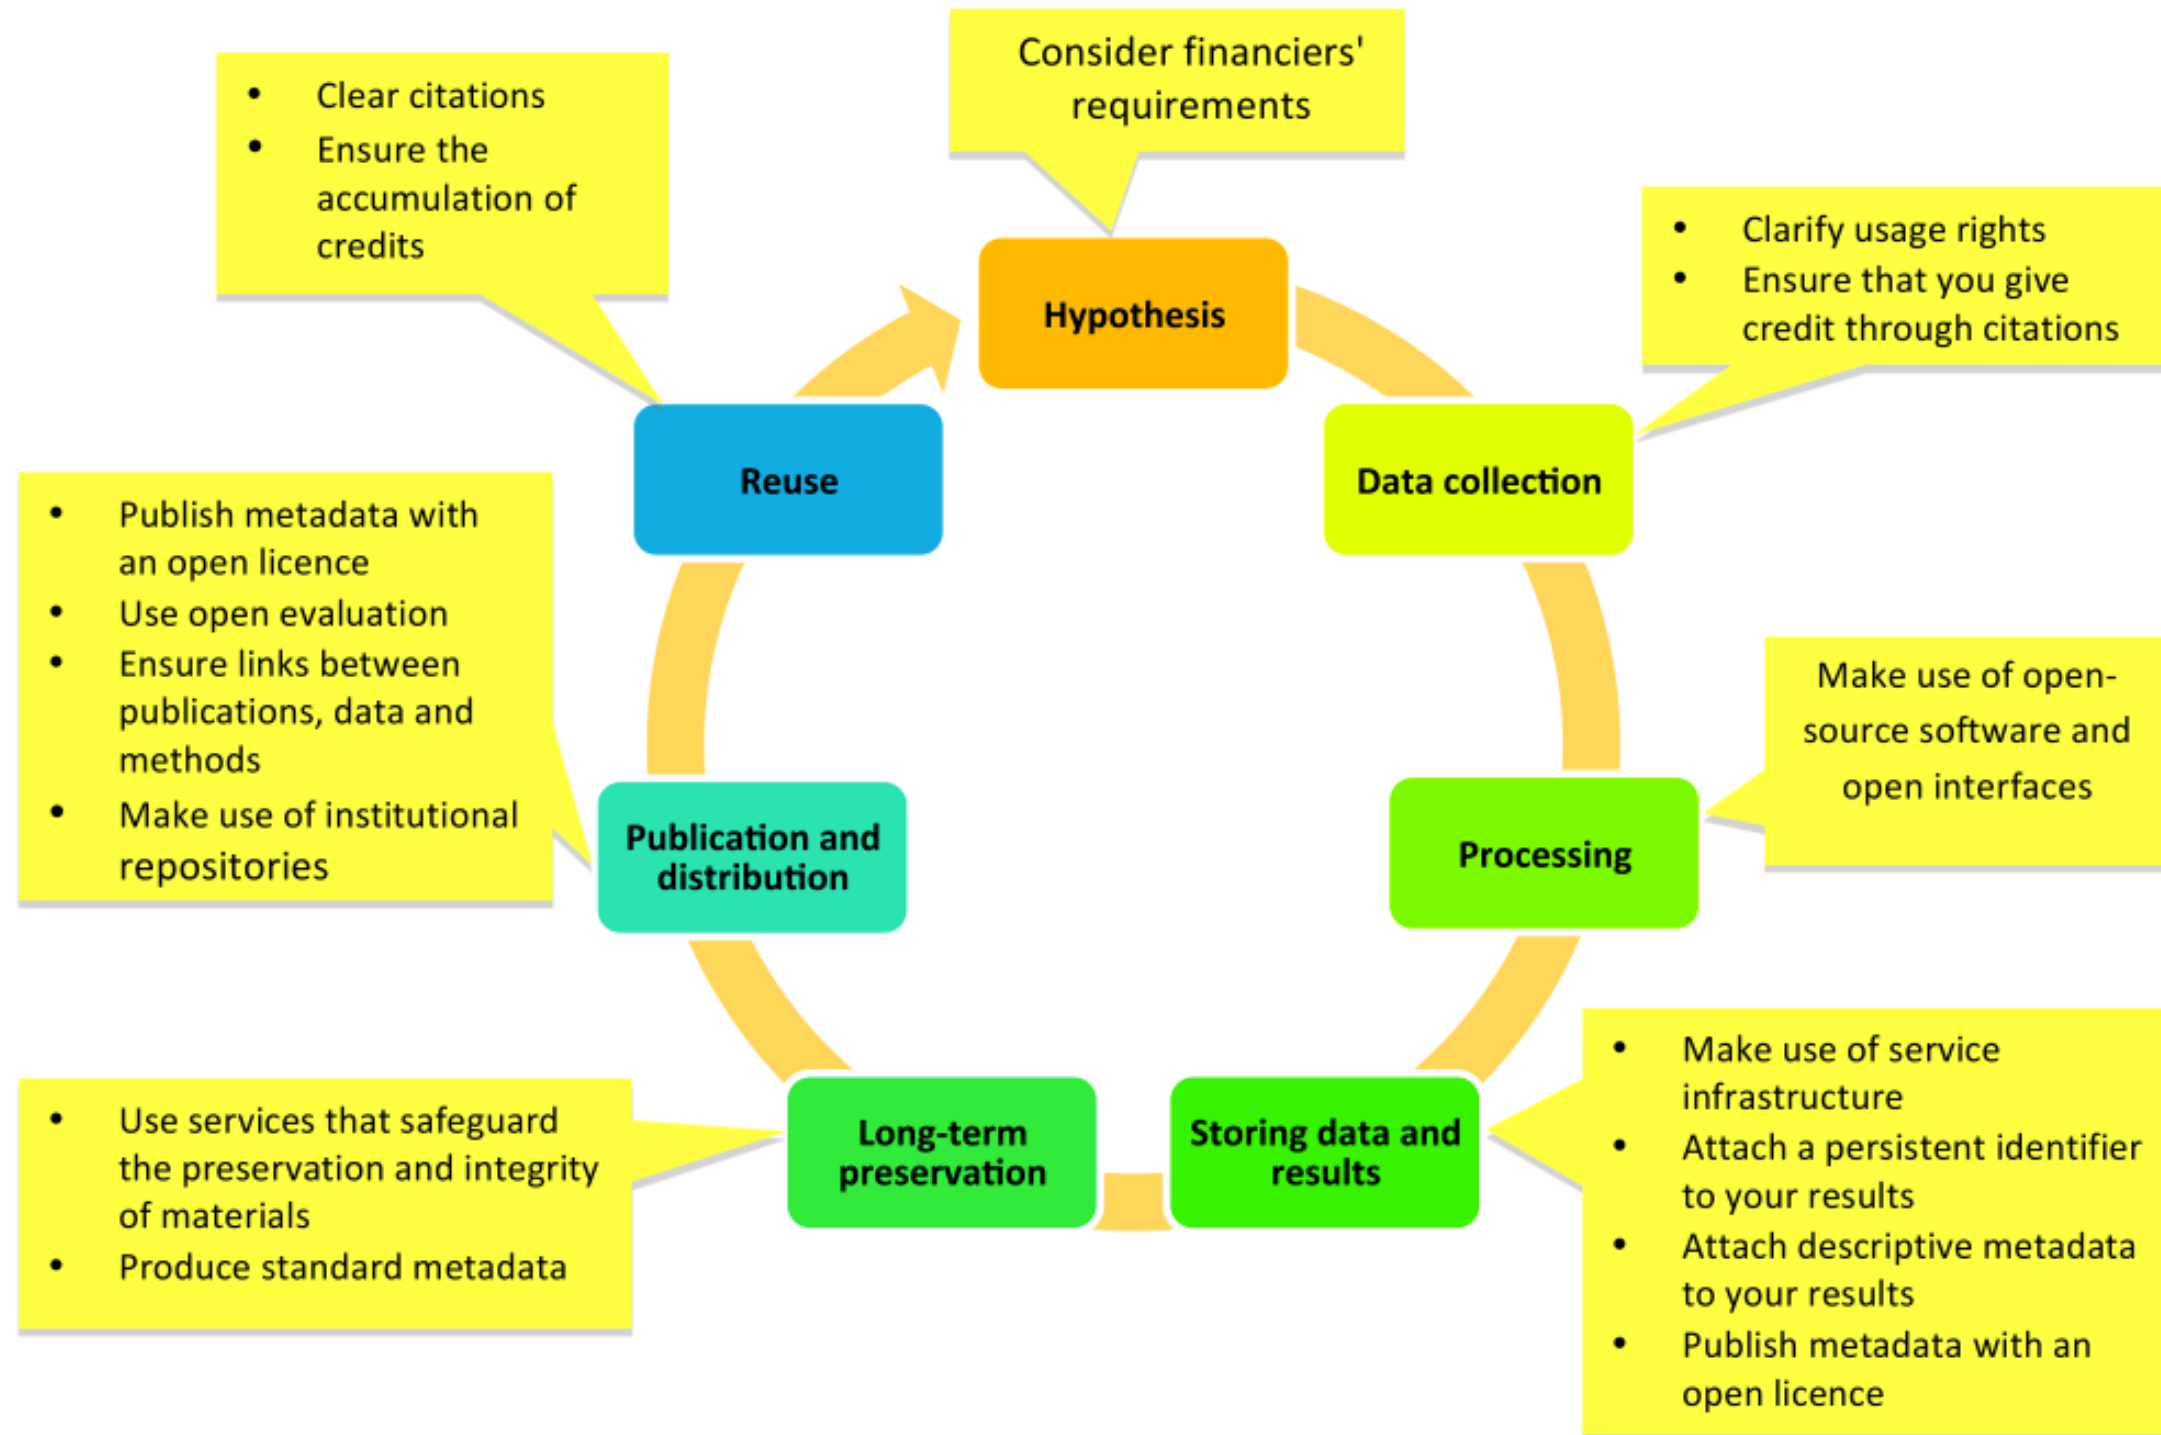 Consider financiers'
requirements
• Clear citations
• Ensure the
accumulation of
credits
• Clarify usage rights
• Ensure that you give
credit through citations
Hypothesis
Reuse
Data collection
• Publish metadata with
an open licence
• Use open evaluation
• Ensure links between
publications, data and
methods
• Make use of institutional
repositories
Make use of open-
source software and
open interfaces
Publication and
distribution
Processing
• Use services that safeguard
the preservation and integrity
of materials
• Produce standard metadata
Long-term
preservation
Storing data and
results
• Make use of service
infrastructure
• Attach a persistent identifier
to your results
• Attach descriptive metadata
to your results
• Publish metadata with an
open licence